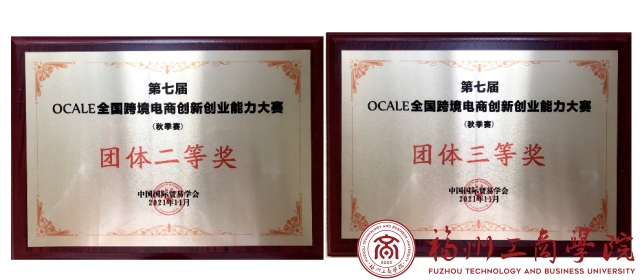 第七届
OCALE全国跨境电商创新创业能力大赛
(秋季赛)
团体二等奖
中国国际贸易学会
2021年11月
第七届
OCALE全国跨境电商创新创业能力大赛
(秋季赛)
团体三等奖
中国国际贸易学会
2021年11月
福州工商学院
FUZHOU TECHNOLOGY AND BUSINESS UNIVERSITY